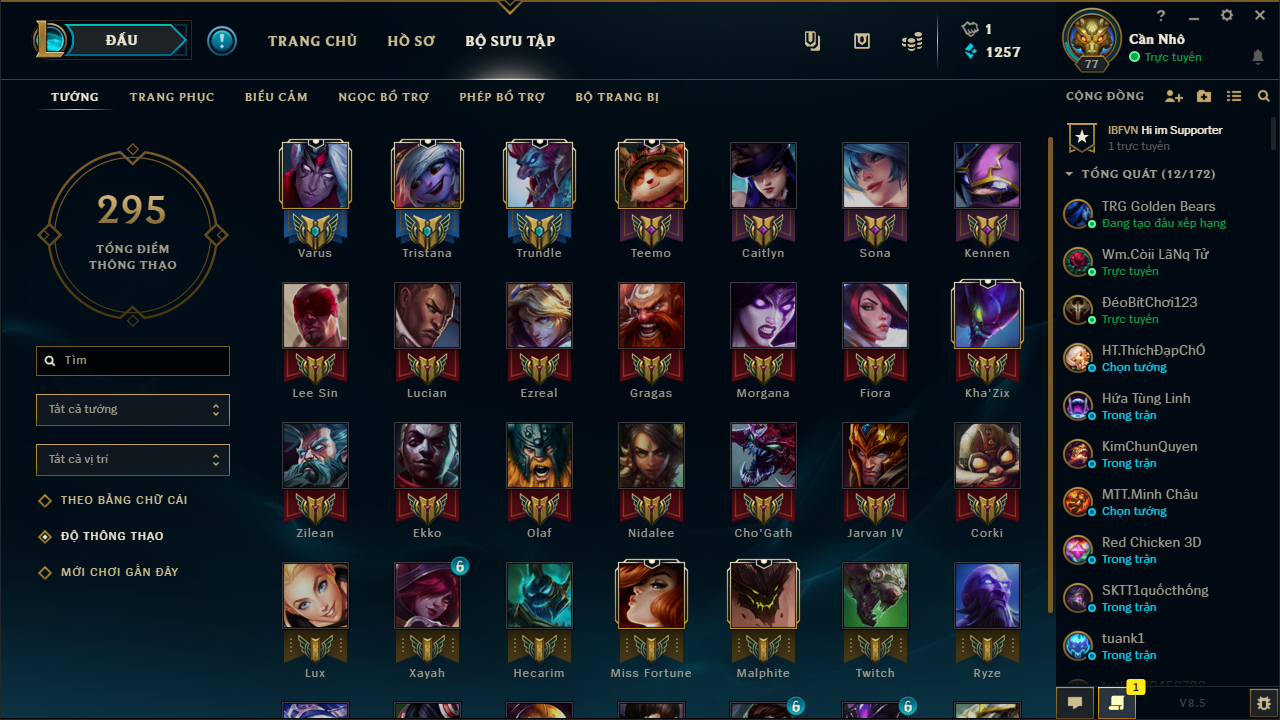 ĐẤU
TRANG CHỦ
HỒ SƠ
BỘ SƯU TẬP
1
1257
77
Cần Nhô
Trực tuyến
TƯỚNG
TRANG PHỤC
BIỂU CẢM
NGỌC BỔ TRỢ
PHÉP BỔ TRỢ
BỘ TRANG BỊ
295
TỔNG ĐIỂM
THÔNG THẠO
Tìm
Tất cả tướng
Tất cả vị trí
THEO BẢNG CHỮ CÁI
ĐỘ THÔNG THẠO
MỚI CHƠI GẦN ĐÂY
Varus
Tristana
Trundle
Teemo
Caitlyn
Sona
Kennen
Lee Sin
Lucian
Ezreal
Gragas
Morgana
Fiora
Kha'Zix
Zilean
Ekko
Olaf
Nidalee
Cho'Gath
Jarvan IV
Corki
6
Lux
Xayah
Hecarim
Miss Fortune
Malphite
Twitch
Ryze
6
6
CỘNG ĐỒNG
IBFVN Hi im Supporter
1 trực tuyến
TỔNG QUÁT (12/172)
TRG Golden Bears
Đang tạo đấu xếp hạng
Wm.Còii LãNq Tử
Trực tuyến
ĐéoBítChơi123
Trực tuyến
HT.ThíchĐạpChÓ
Chọn tướng
Hứa Tùng Linh
Trong trận
KimChunQuyen
Trong trận
MTT.Minh Châu
Chọn tướng
Red Chicken 3D
Trong trận
SKTT1quốcthống
Trong trận
tuank1
Trong trận
1
V8.5